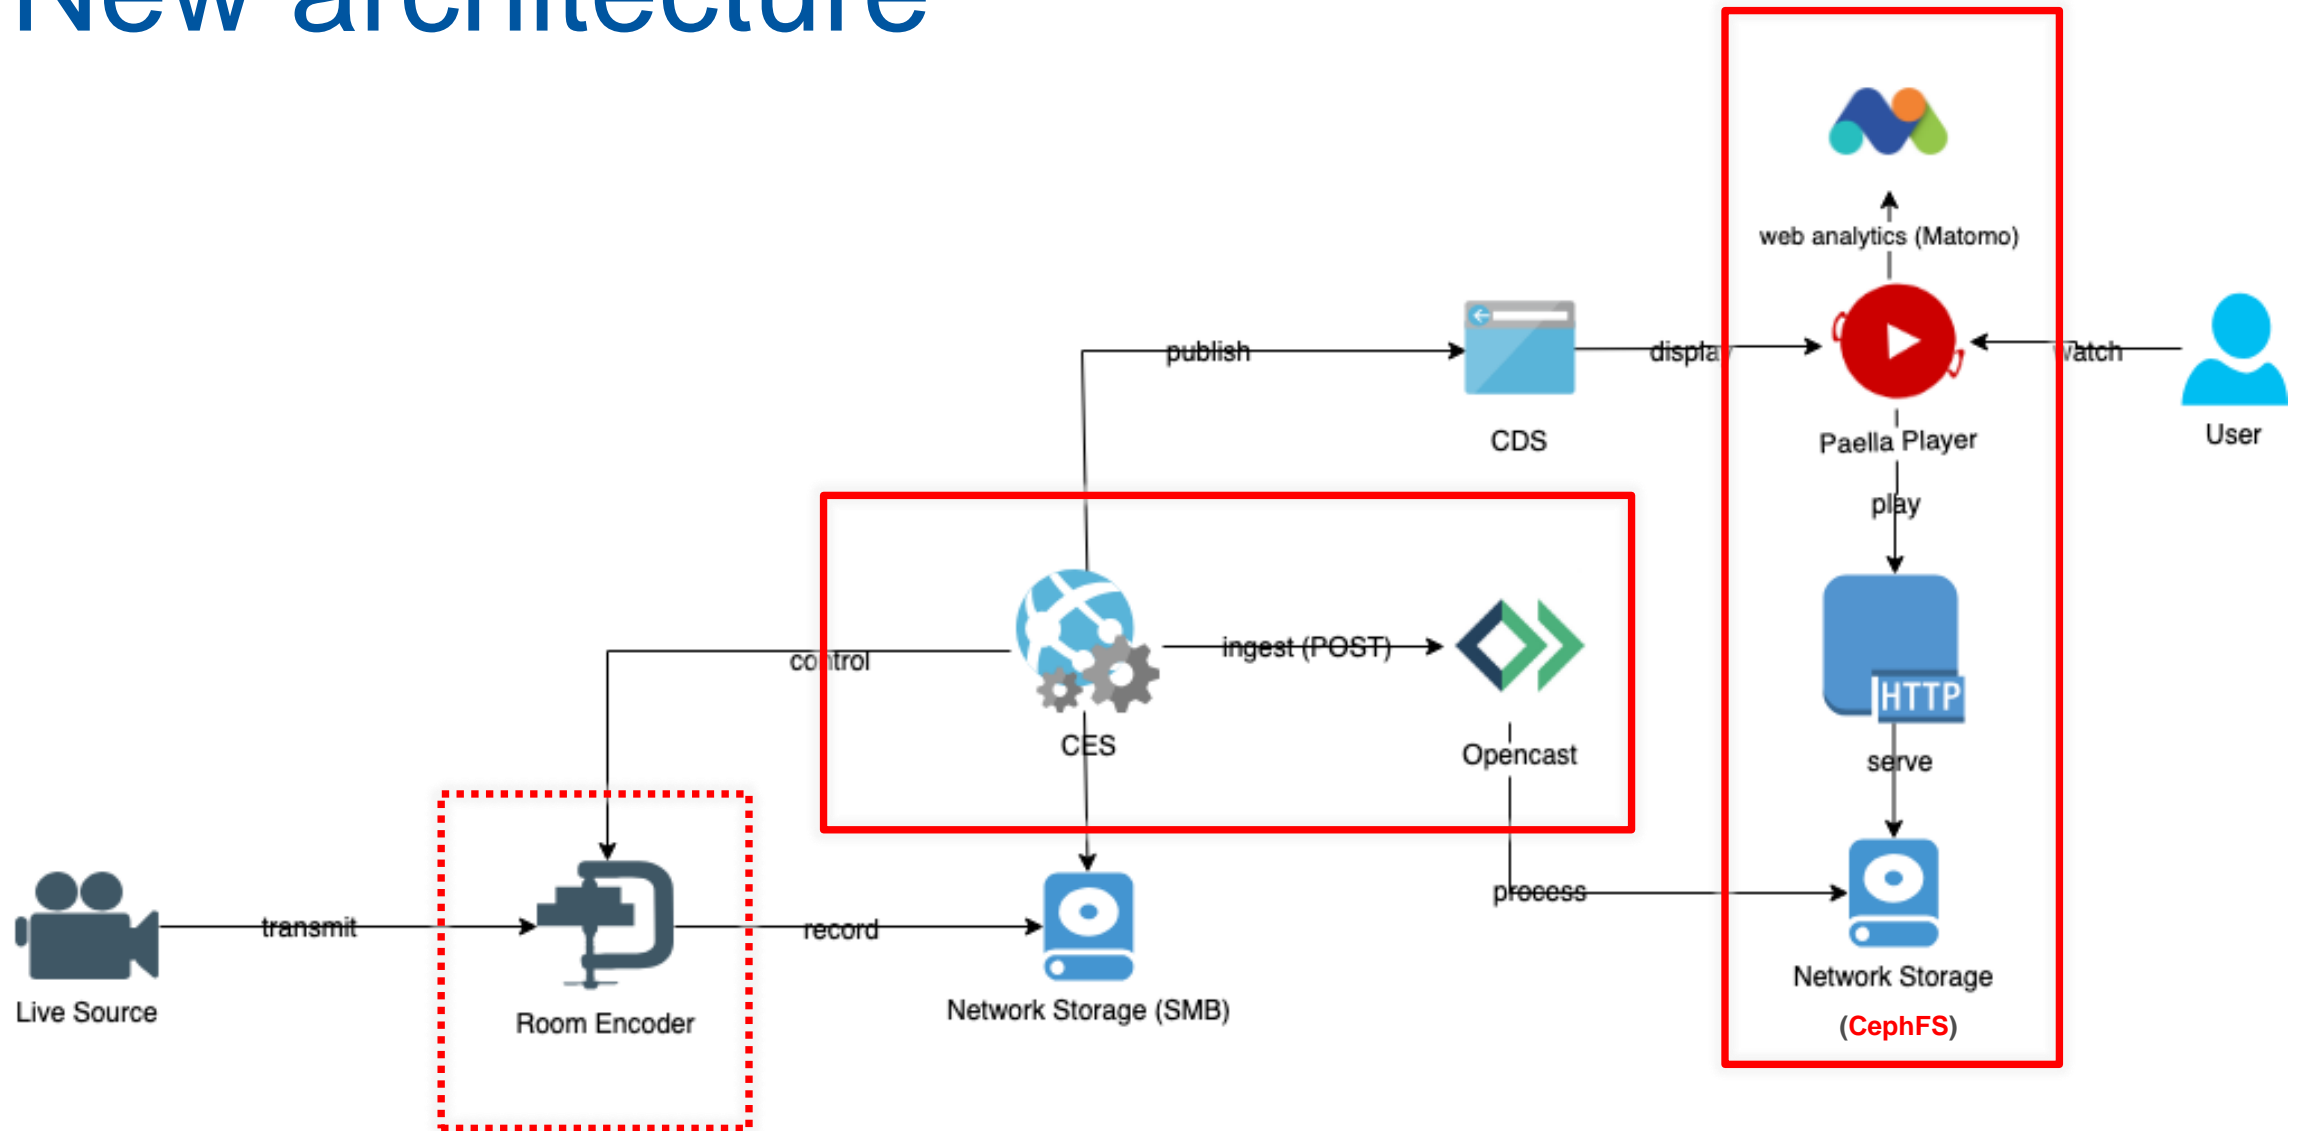 New architecture
web analytics (Matomo)
publish
display
watch
CDS
Paella Player
User
play
control
ingest (POST)
HTTP
CES
Opencast
serve
process
transmit
record
Live Source
Room Encoder
Network Storage (SMB)
Network Storage
(CephFS)